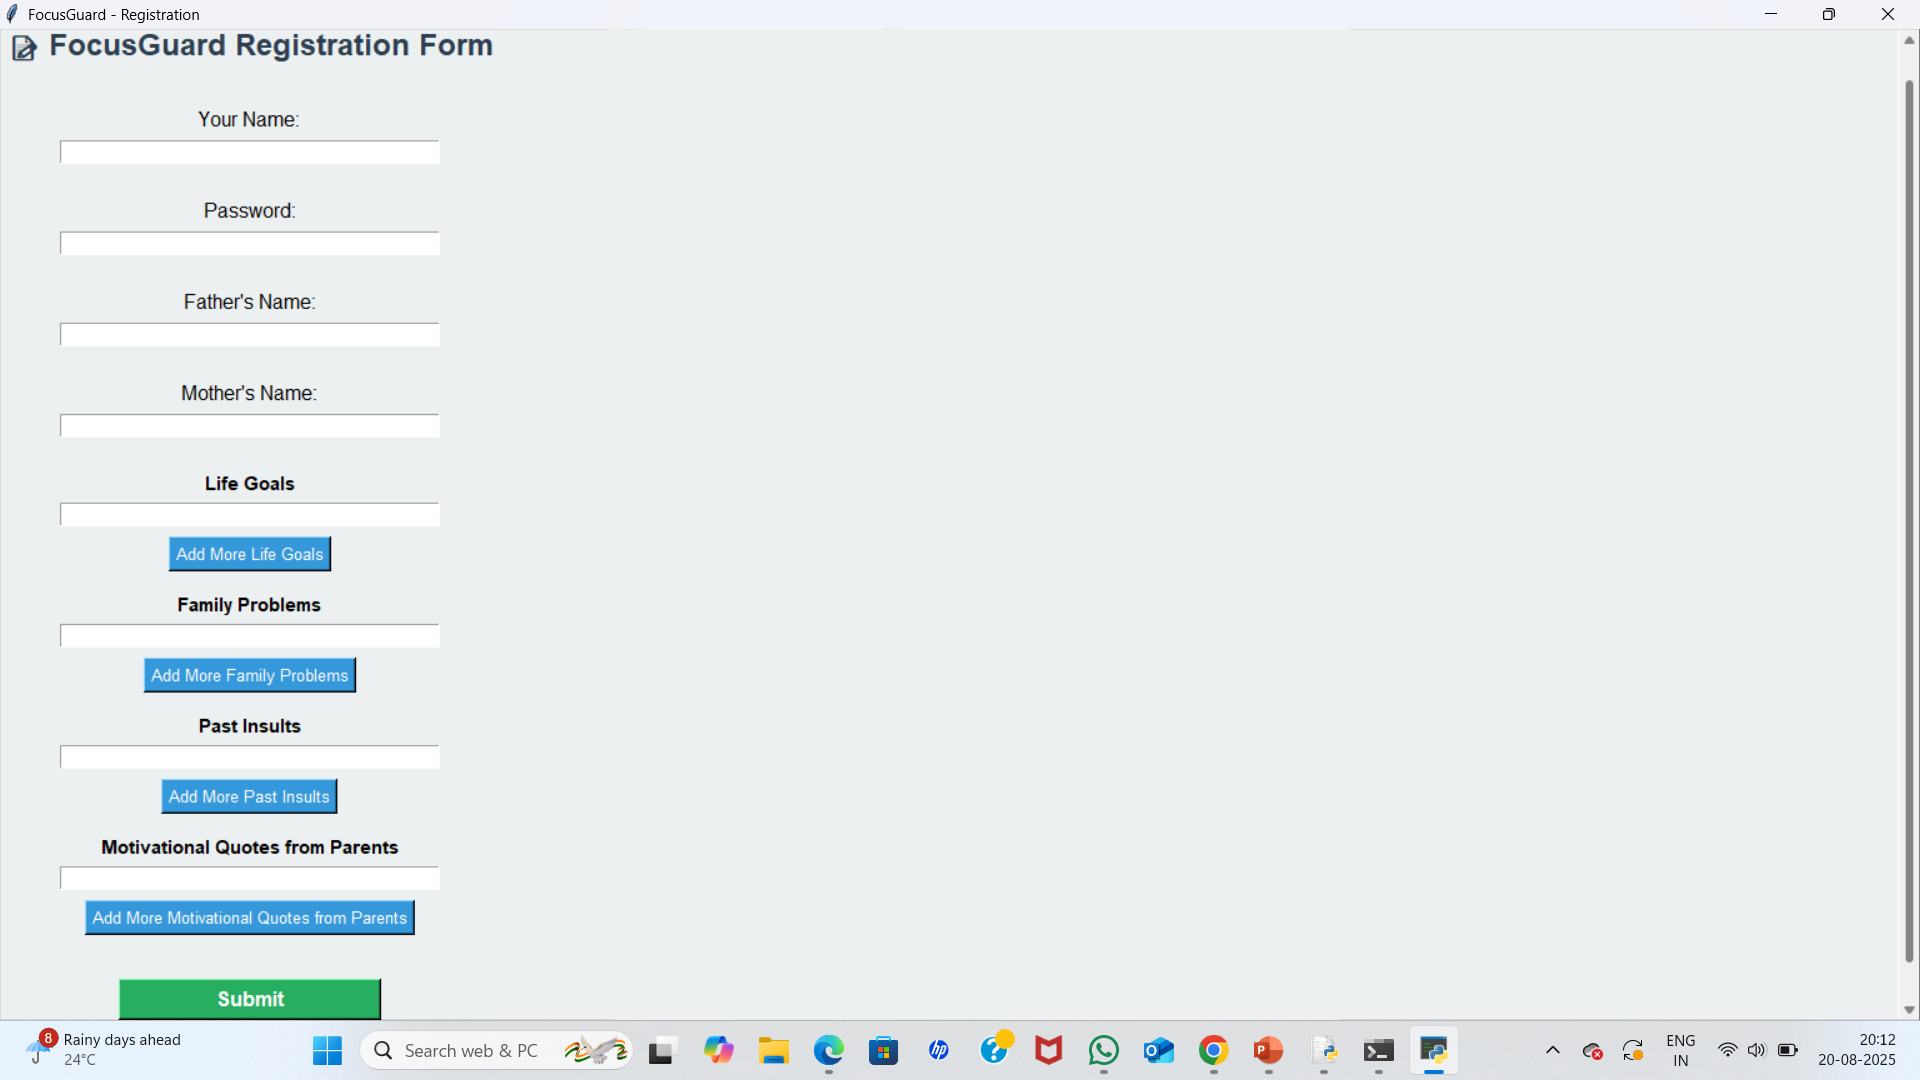 FocusGuard - Registration
FocusGuard Registration Form
Your Name:
Password:
Father's Name:
Mother's Name:
Life Goals
Add More Life Goals
Family Problems
Add More Family Problems
Past Insults
Add More Past Insults
Motivational Quotes from Parents
Add More Motivational Quotes from Parents
Submit
8
Rainy days ahead
24°C
Search web & PC
hp
?
O
P
ENG
IN
20:12
20-08-2025